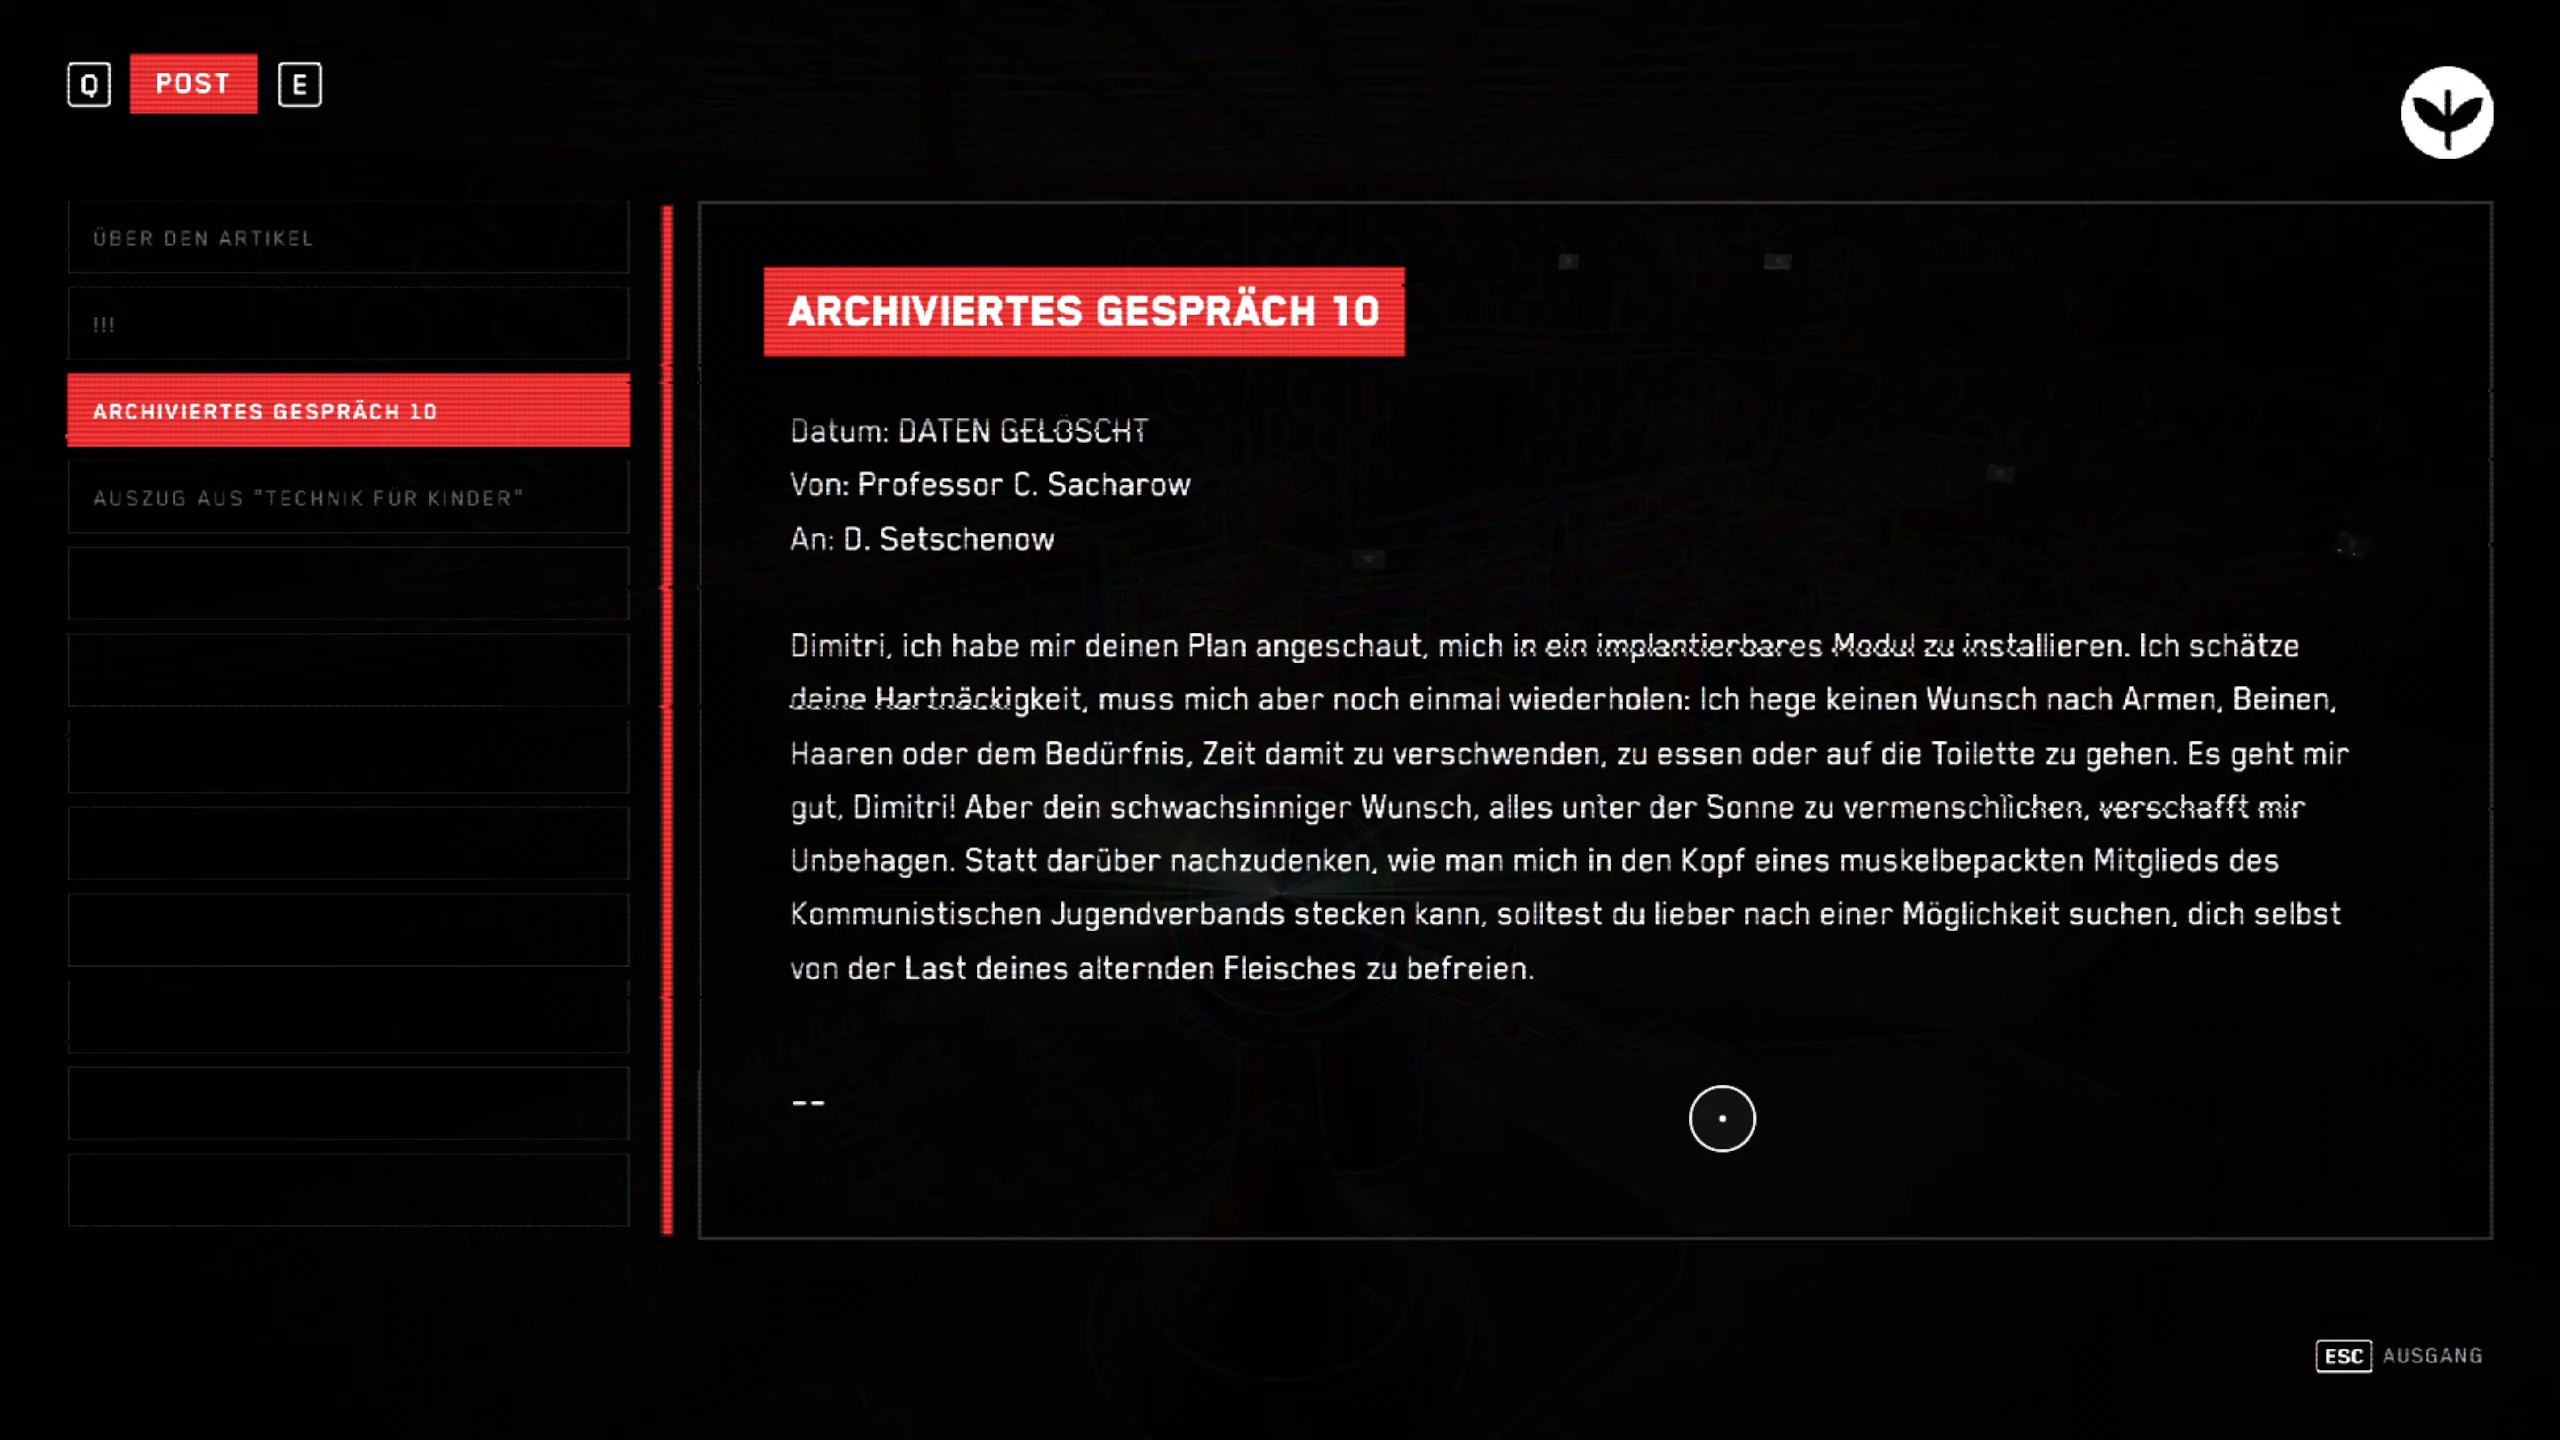 Q POST E
ÜBER DEN ARTIKEL
!!!
ARCHIVIERTES GESPRÄCH 10
AUSZUG AUS "TECHNIK FÜR KINDER"
ARCHIVIERTES GESPRÄCH 10
Datum: DATEN GELÖSCHT
Von: Professor C. Sacharow
An: D. Setschenow
Dimitri, ich habe mir deinen Plan angeschaut, mich in ein implantierbares Modul zu installieren. Ich schätze
deine Hartnäckigkeit, muss mich aber noch einmal wiederholen: Ich hege keinen Wunsch nach Armen, Beinen,
Haaren oder dem Bedürfnis, Zeit damit zu verschwenden, zu essen oder auf die Toilette zu gehen. Es geht mir
gut, Dimitri! Aber dein schwachsinniger Wunsch, alles unter der Sonne zu vermenschlichen, verschafft mir
Unbehagen. Statt darüber nachzudenken, wie man mich in den Kopf eines muskelbepackten Mitglieds des
Kommunistischen Jugendverbands stecken kann, solltest du lieber nach einer Möglichkeit suchen, dich selbst
von der Last deines alternden Fleisches zu befreien.
--
ESC AUSGANG